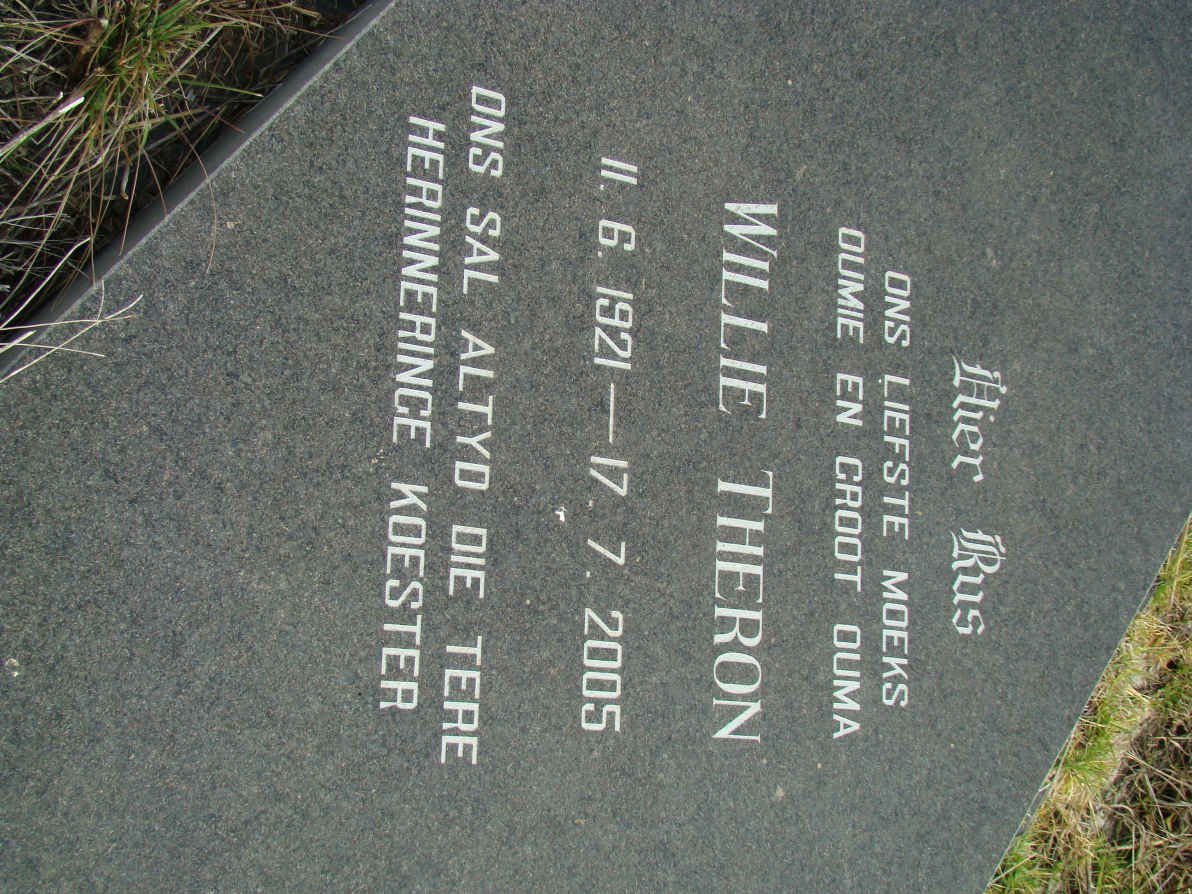 Hier Rus
ONS LIEFSTE MOEKS
OUMIE EN GROOT OUMA
WILLIE THERON
11. 6. 1921 — 17. 7. 2005
ONS SAL ALTYD DIE TERE
HERINNERINGE KOESTER